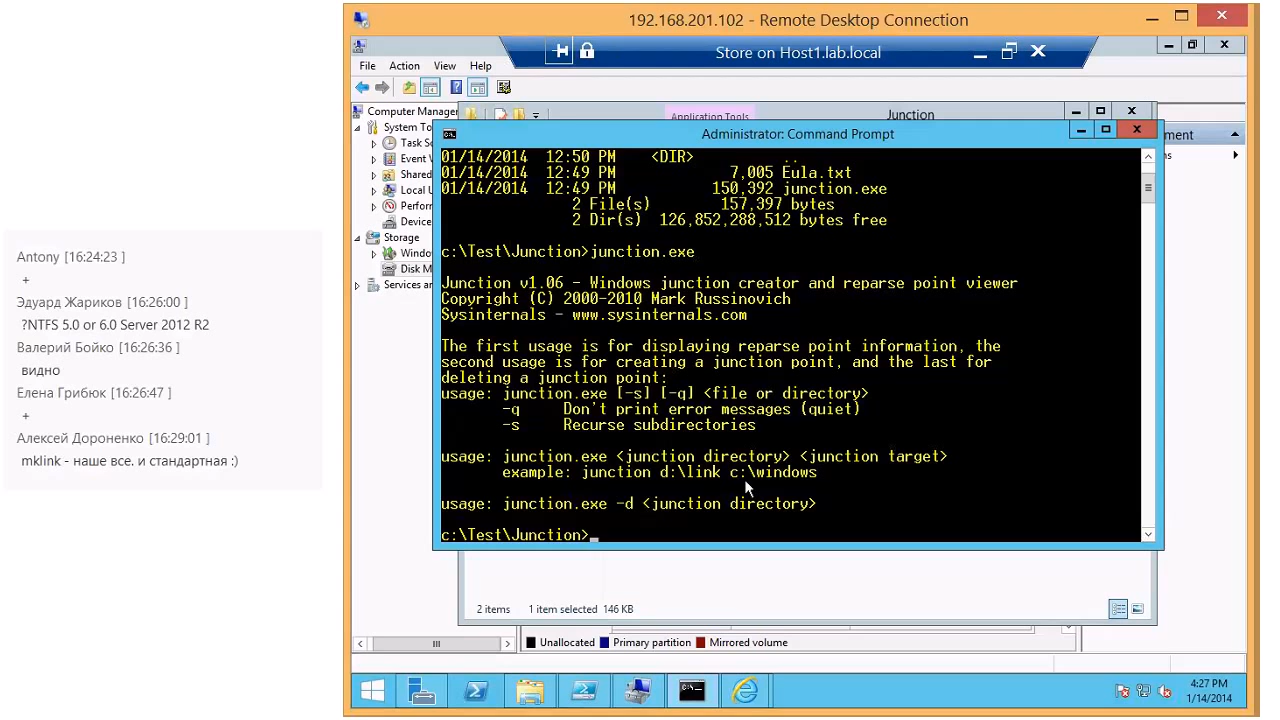 Antony [16:24:23 ]
+
Эдуард Жариков [16:26:00 ]
?NTFS 5.0 or 6.0 Server 2012 R2
Валерий Бойко [16:26:36 ]
видно
Елена Грибюк [16:26:47 ]
+
Алексей Дороненко [16:29:01 ]
mklink - наше все. и стандартная :)
192.168.201.102 - Remote Desktop Connection
Store on Host1.lab.local
File Action View Help
Computer Manager
System To
Task Sc
Event V
Shared
Local U
Perforr
Device
Storage
Window
Disk M
Services ar
Application Tools
Junction
ment
s
Administrator: Command Prompt
01/14/2014 12:50 PM <DIR> ..
01/14/2014 12:49 PM 7,005 Eula.txt
01/14/2014 12:49 PM 150,392 junction.exe
2 File(s) 157,397 bytes
2 Dir(s) 126,852,288,512 bytes free
c:\Test\Junction>junction.exe
Junction v1.06 - Windows junction creator and reparse point viewer
Copyright (C) 2000-2010 Mark Russinovich
Sysinternals - www.sysinternals.com
The first usage is for displaying reparse point information, the
second usage is for creating a junction point, and the last for
deleting a junction point:
usage: junction.exe [-s] [-q] <file or directory>
-q Don't print error messages (quiet)
-s Recurse subdirectories
usage: junction.exe <junction directory> <junction target>
example: junction d:\link c:\windows
usage: junction.exe -d <junction directory>
c:\Test\Junction>_
2 items 1 item selected 146 KB
Unallocated Primary partition Mirrored volume
4:27 PM
1/14/2014